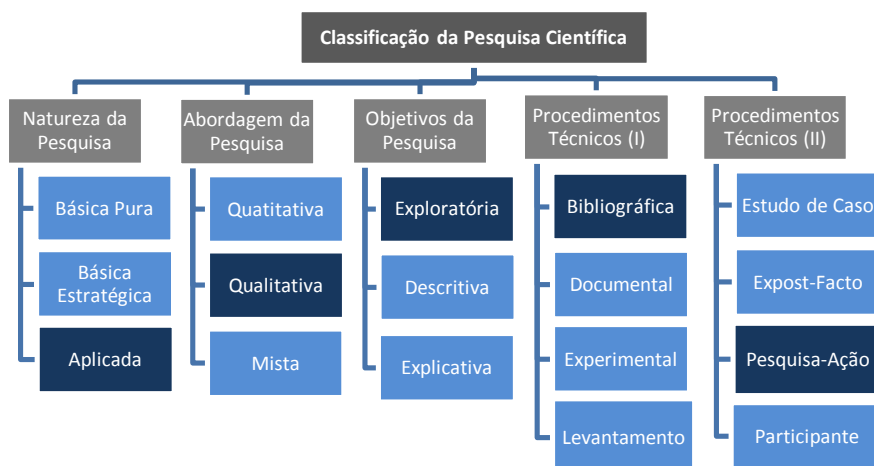 Classificação da Pesquisa Científica
Natureza da
Pesquisa
Básica Pura
Básica
Estratégica
Aplicada
Abordagem da
Pesquisa
Quatitativa
Qualitativa
Mista
Objetivos da
Pesquisa
Exploratória
Descritiva
Explicativa
Procedimentos
Técnicos (I)
Bibliográfica
Documental
Experimental
Levantamento
Procedimentos
Técnicos (II)
Estudo de Caso
Expost-Facto
Pesquisa-Ação
Participante